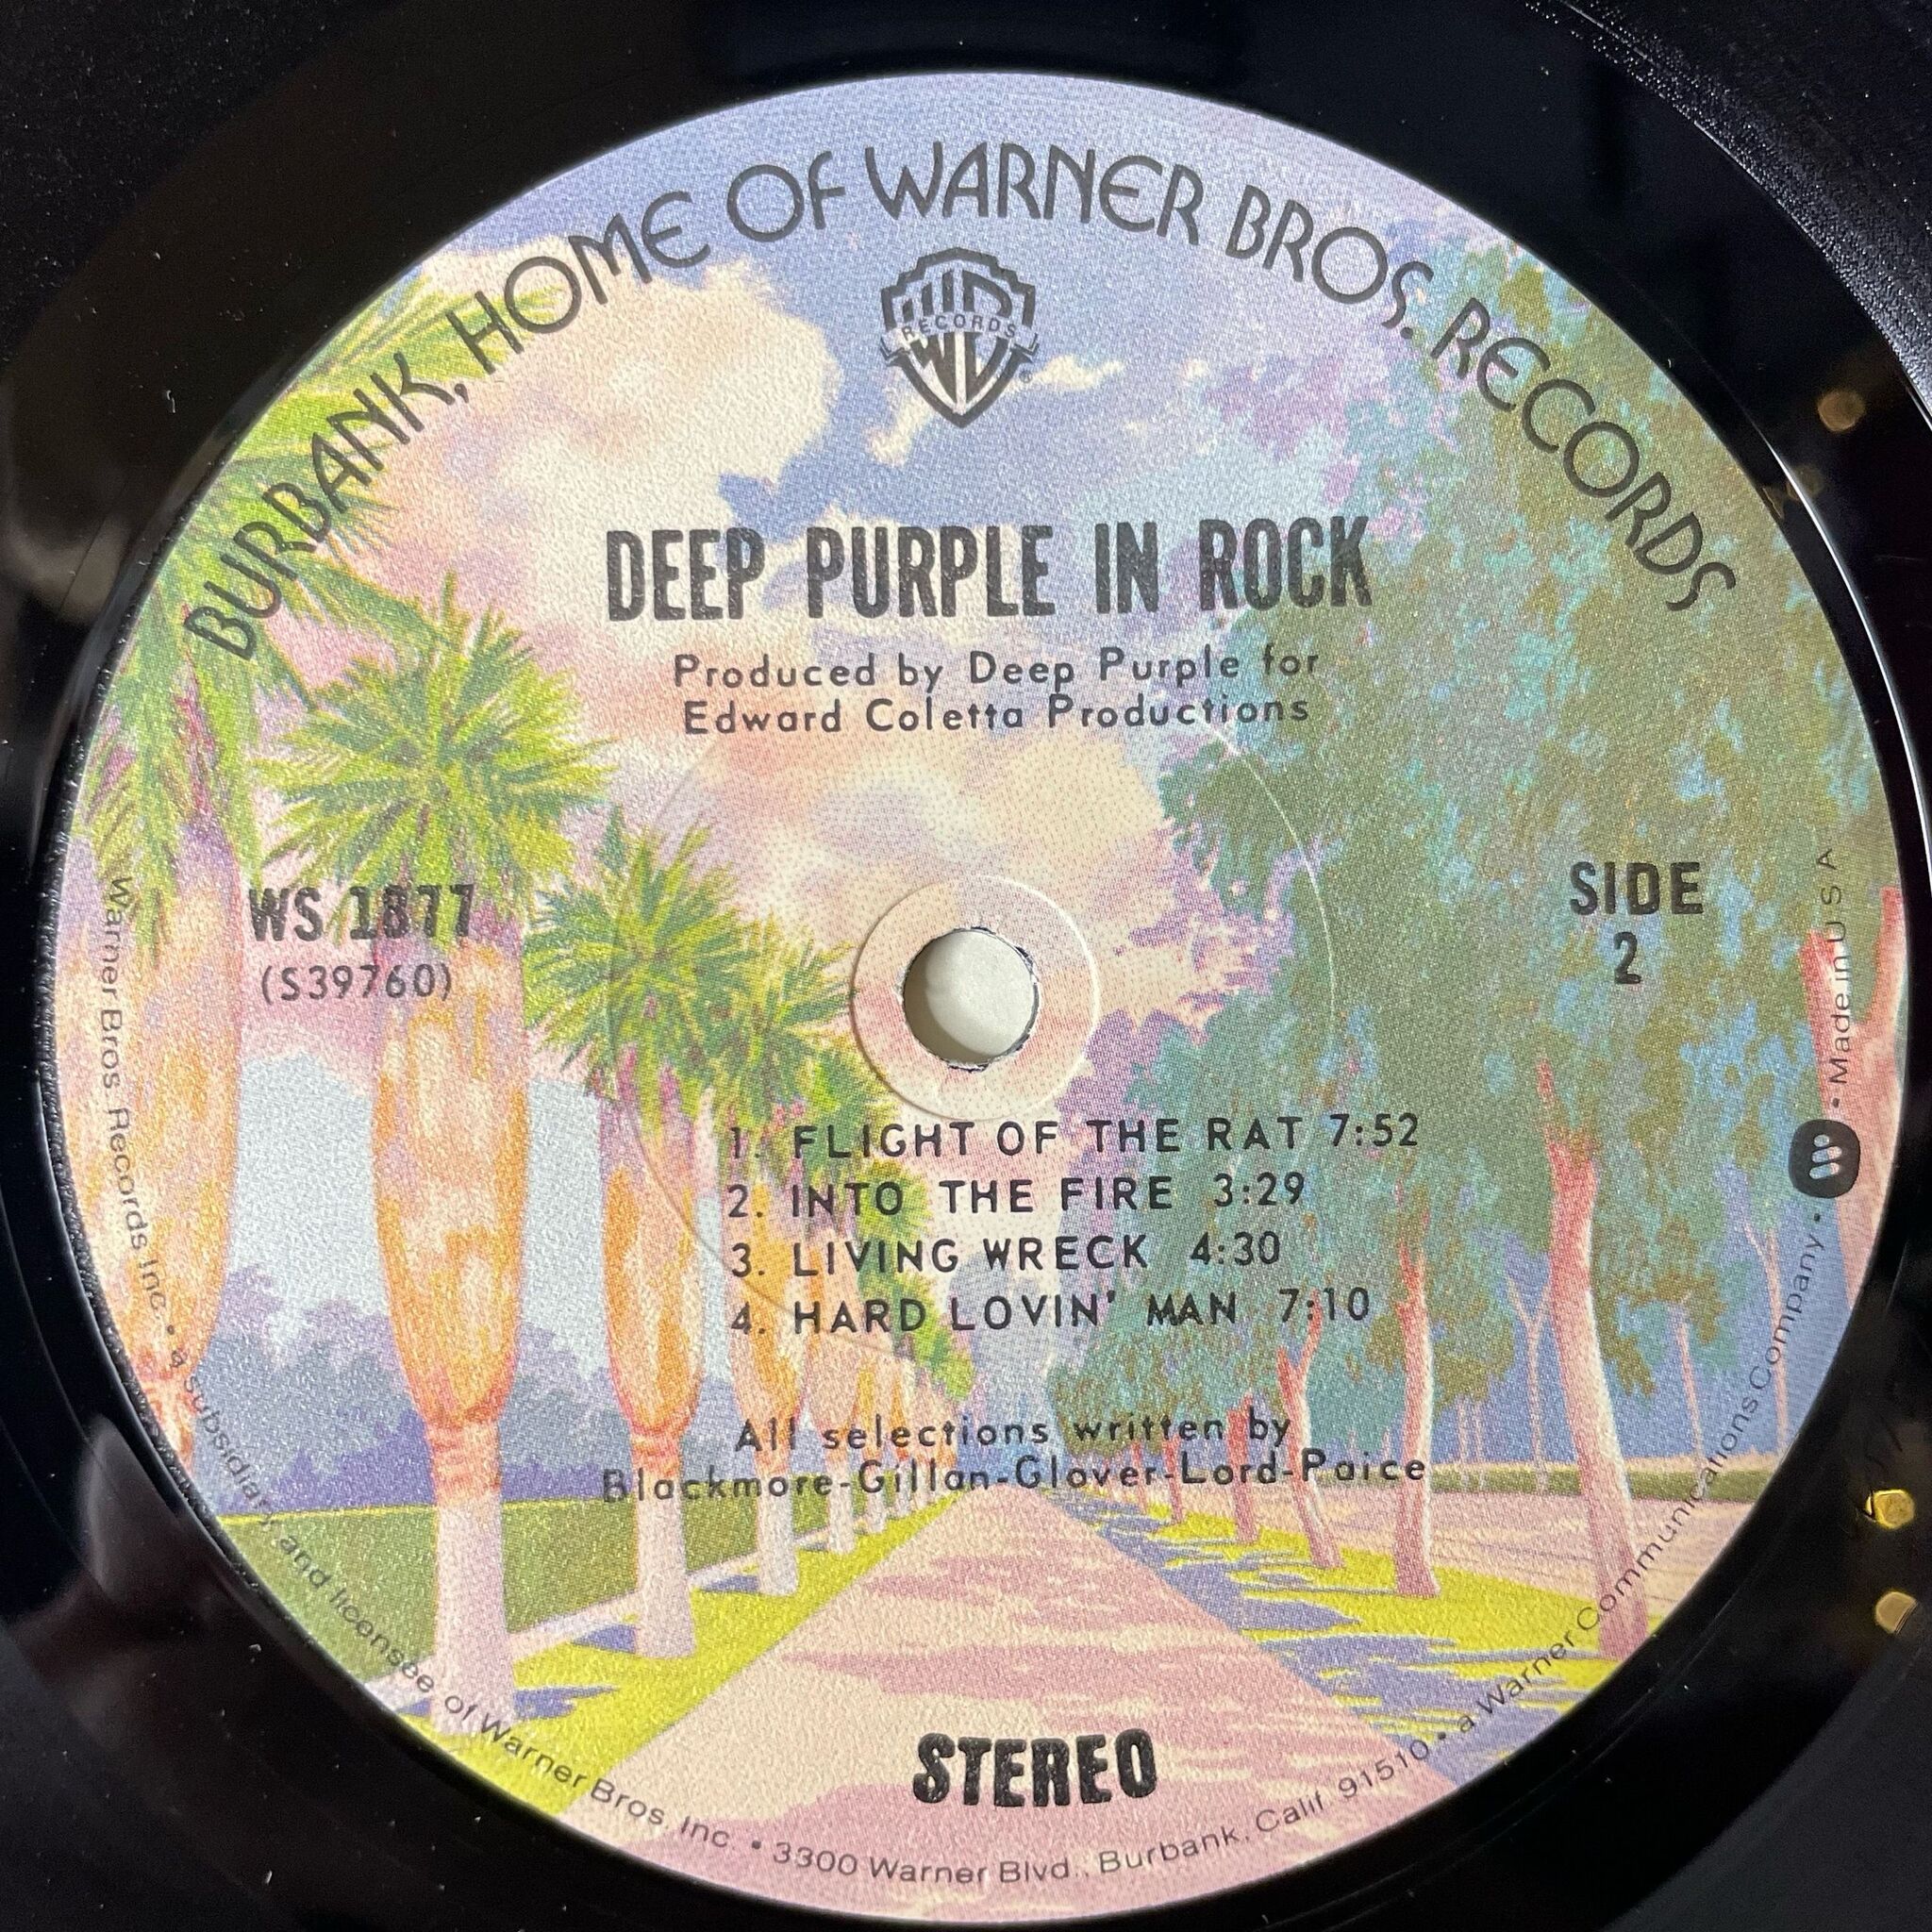 BURBANK, HOME OF WARNER BROS. RECORDS
RECORDS
DEEP PURPLE IN ROCK
Produced by Deep Purple for
Edward Coletta Productions
WS 1877
(S39760)
SIDE
2
1. FLIGHT OF THE RAT 7:52
2. INTO THE FIRE 3:29
3. LIVING WRECK 4:30
4. HARD LOVIN' MAN 7:10
All selections written by
Blackmore-Gillan-Glover-Lord-Paice
STEREO
Warner Bros. Records Inc. • a subsidiary and licensee of Warner Bros. Inc. • 3300 Warner Blvd., Burbank, Calif. 91510 • a Warner Communications Company • • Made in U S A